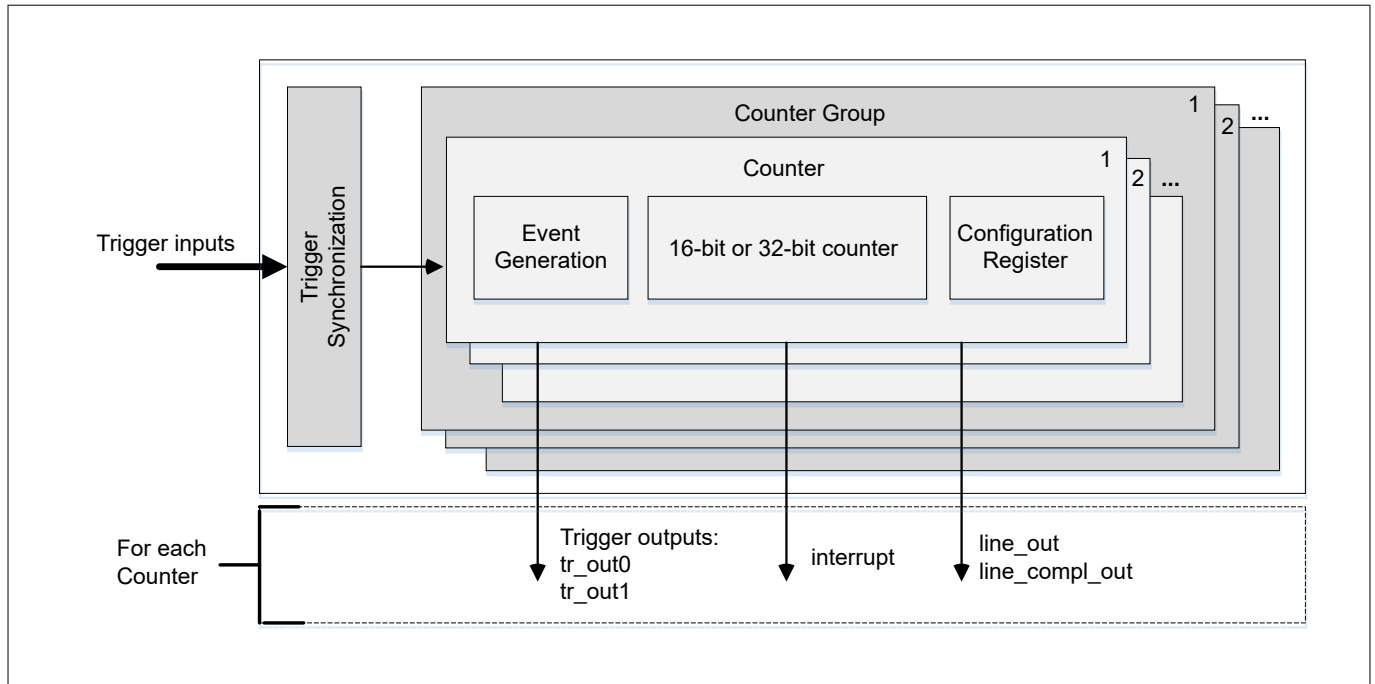 Counter Group
1
2
...
Counter
1
2
...
Trigger
Synchronization
Event
Generation
16-bit or 32-bit counter
Configuration
Register
Trigger inputs
For each
Counter
Trigger outputs:
tr_out0
tr_out1
interrupt
line_out
line_compl_out